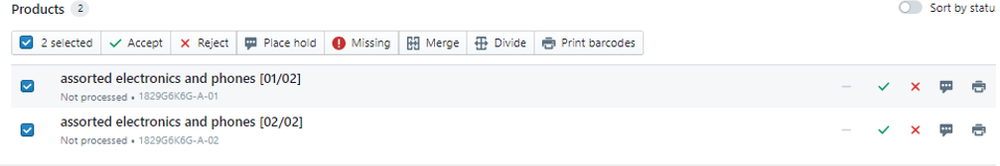 Products 2
Sort by statu
2 selected Accept Reject Place hold Missing Merge Divide Print barcodes
assorted electronics and phones [01/02]
Not processed • 1829G6K6G-A-01
assorted electronics and phones [02/02]
Not processed • 1829G6K6G-A-02